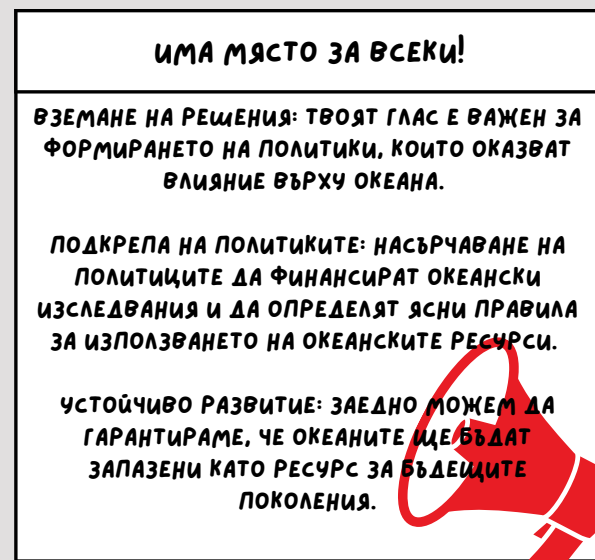 ИМА МЯСТО ЗА ВСЕКИ!
ВЗЕМАНЕ НА РЕШЕНИЯ: ТВОЯТ ГЛАС Е ВАЖЕН ЗА
ФОРМИРАНЕТО НА ПОЛИТИКИ, КОИТО ОКАЗВАТ
ВЛИЯНИЕ ВЪРХУ ОКЕАНА.
ПОДКРЕПА НА ПОЛИТИКИТЕ: НАСЪРЧАВАНЕ НА
ПОЛИТИЦИТЕ ДА ФИНАНСИРАТ ОКЕАНСКИ
ИЗСЛЕДВАНИЯ И ДА ОПРЕДЕЛЯТ ЯСНИ ПРАВИЛА
ЗА ИЗПОЛЗВАНЕТО НА ОКЕАНСКИТЕ РЕСУРСИ.
УСТОЙЧИВО РАЗВИТИЕ: ЗАЕДНО МОЖЕМ ДА
ГАРАНТИРАМЕ, ЧЕ ОКЕАНИТЕ ЩЕ БЪДАТ
ЗАПАЗЕНИ КАТО РЕСУРС ЗА БЪДЕЩИТЕ
ПОКОЛЕНИЯ.